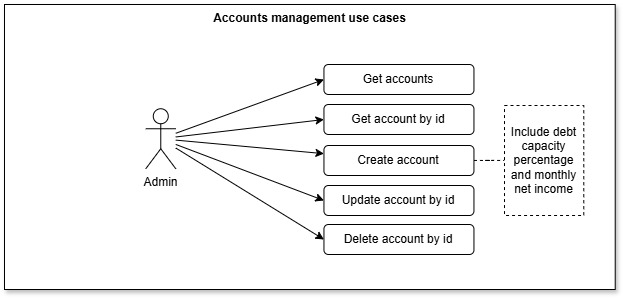 Accounts management use cases
Get accounts
Get account by id
Create account
Update account by id
Delete account by id
Admin
Include debt
capacity
percentage
and monthly
net income